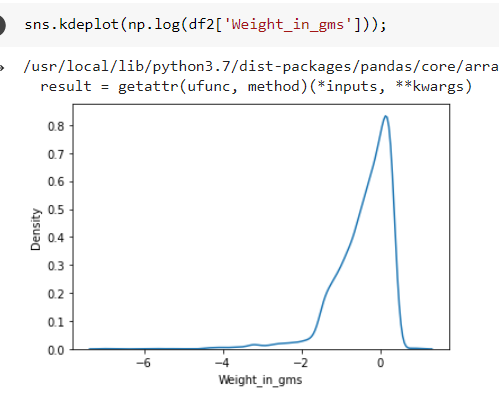 sns.kdeplot(np.log(df2['Weight_in_gms']));
/usr/local/lib/python3.7/dist-packages/pandas/core/arra
result = getattr(ufunc, method)(*inputs, **kwargs)
0.8
0.7
0.6
0.5
0.4
0.3
0.2
0.1
0.0
Density
−6 −4 −2 0
Weight_in_gms